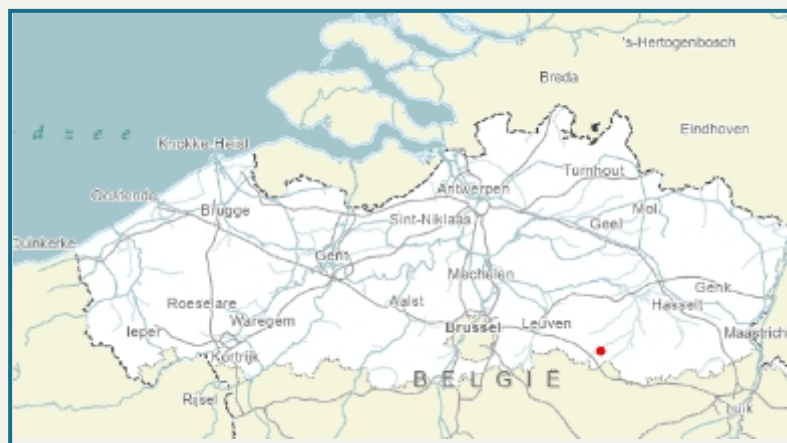 's-Hertogenbosch
Breda
d z e e
Eindhoven
Knokke-Heist
Turnhout
Oostende
Antwerpen
Mol
Brugge
Sint-Niklaas
Geel
Duinkerke
Gent
Mechelen
Genk
Roeselare
Aalst
Hasselt
Ieper
Waregem
Brussel
Leuven
Maastrich
Kortrijk
BELGIË
Rijsel
Luik